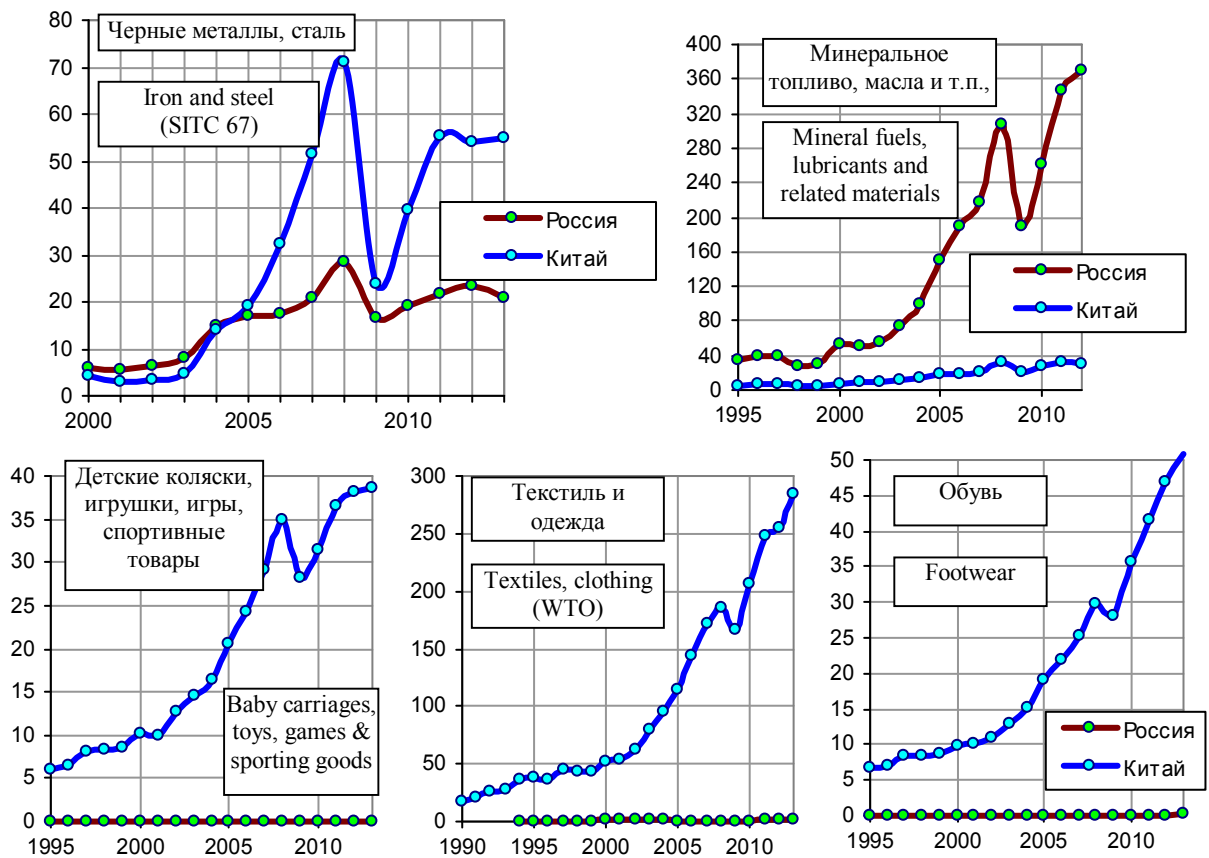 80
70
60
50
40
30
20
10
0
2000
2005
2010
Черные металлы, сталь
Iron and steel
(SITC 67)
Россия
Китай
400
360
320
280
240
200
160
120
80
40
0
1995
2000
2005
2010
Минеральное
топливо, масла и т.п.,
Mineral fuels,
lubricants and
related materials
Россия
Китай
40
35
30
25
20
15
10
5
0
1995
2000
2005
2010
Детские коляски,
игрушки, игры,
спортивные
товары
Baby carriages,
toys, games &
sporting goods
300
250
200
150
100
50
0
1990
1995
2000
2005
2010
Текстиль и
одежда
Textiles, clothing
(WTO)
50
45
40
35
30
25
20
15
10
5
0
1995
2000
2005
2010
Обувь
Footwear
Россия
Китай